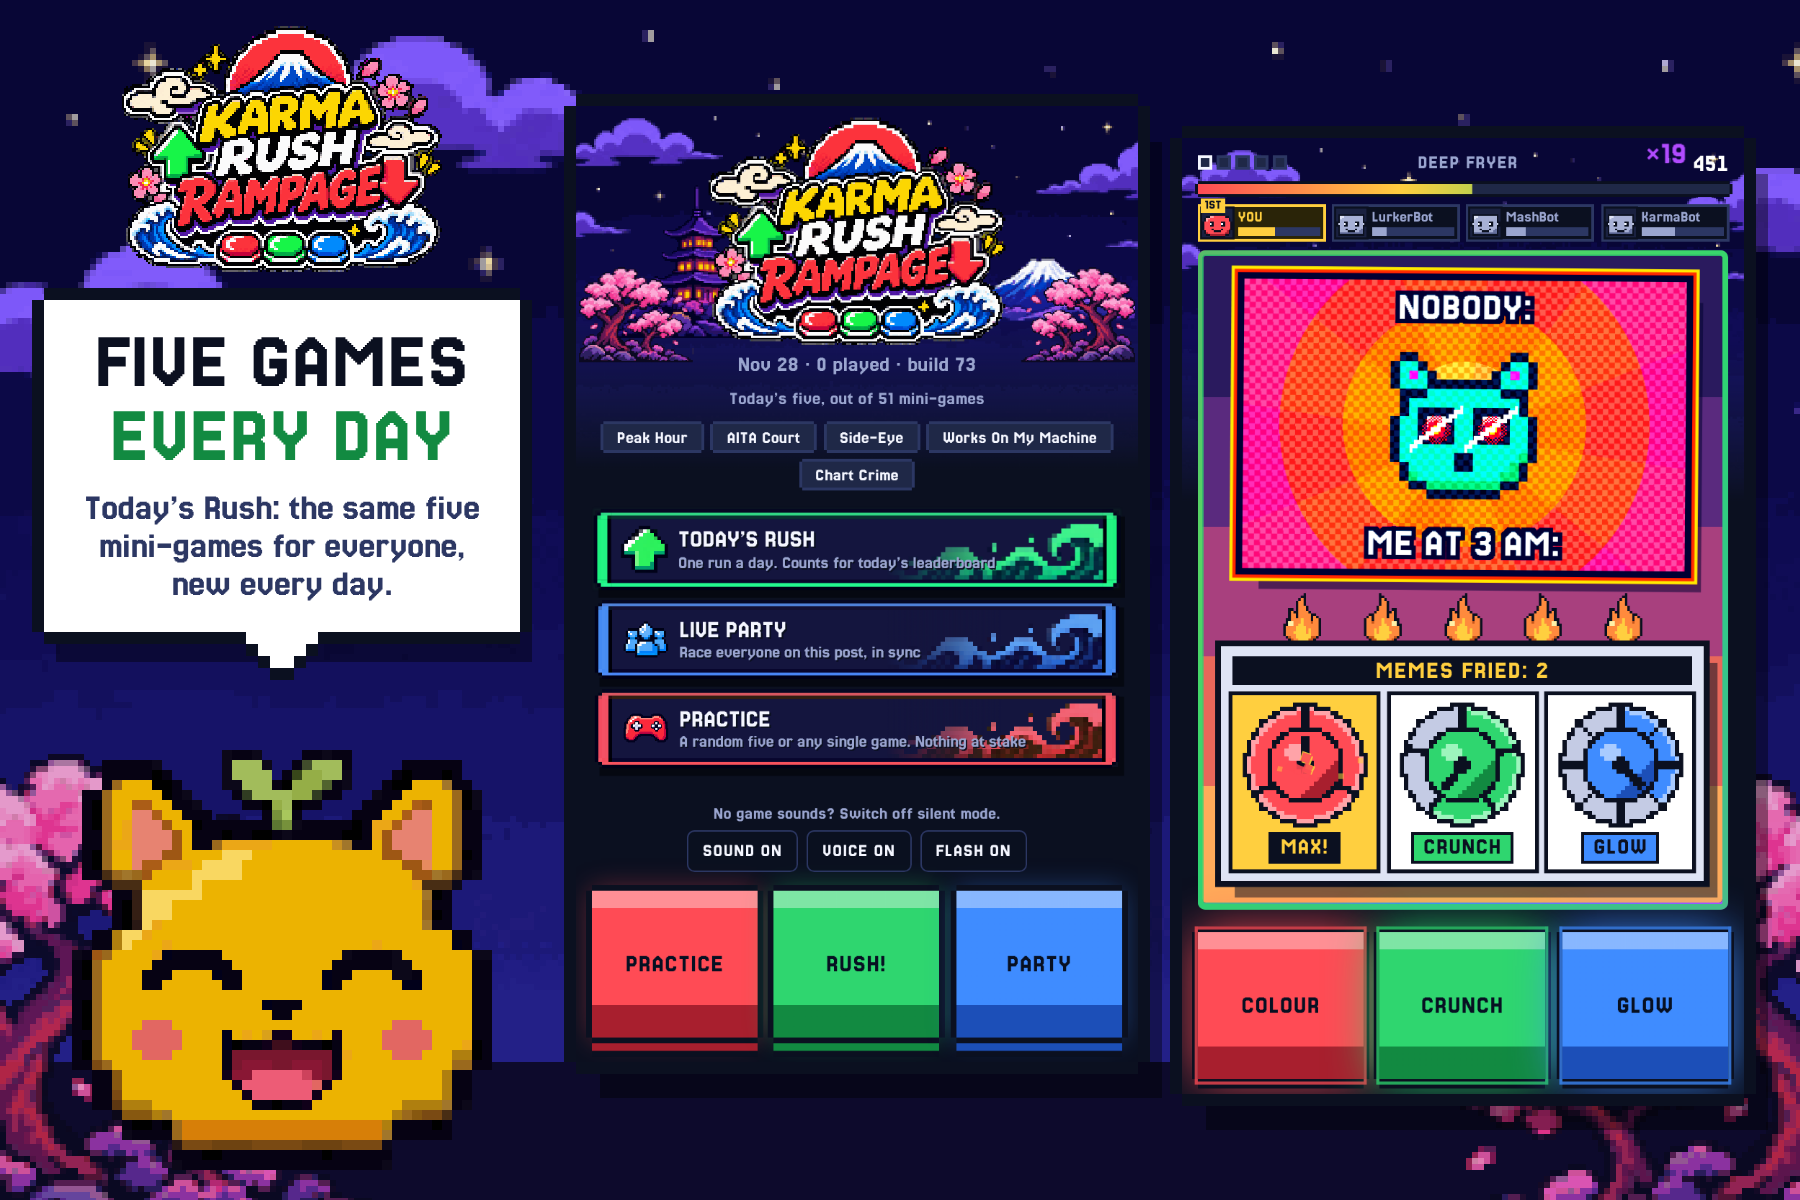 KARMA
RUSH
RAMPAGE
FIVE GAMES
EVERY DAY
Today's Rush: the same five
mini-games for everyone,
new every day.
KARMA
RUSH
RAMPAGE
Nov 28 · 0 played · build 73
Today's five, out of 51 mini-games
Peak Hour
AITA Court
Side-Eye
Works On My Machine
Chart Crime
TODAY'S RUSH
One run a day. Counts for today's leaderboard
LIVE PARTY
Race everyone on this post, in sync
PRACTICE
A random five or any single game. Nothing at stake
No game sounds? Switch off silent mode.
SOUND ON
VOICE ON
FLASH ON
PRACTICE
RUSH!
PARTY
DEEP FRYER
×19
451
1ST
YOU
LurkerBot
MashBot
KarmaBot
NOBODY:
ME AT 3 AM:
MEMES FRIED: 2
MAX!
CRUNCH
GLOW
COLOUR
CRUNCH
GLOW